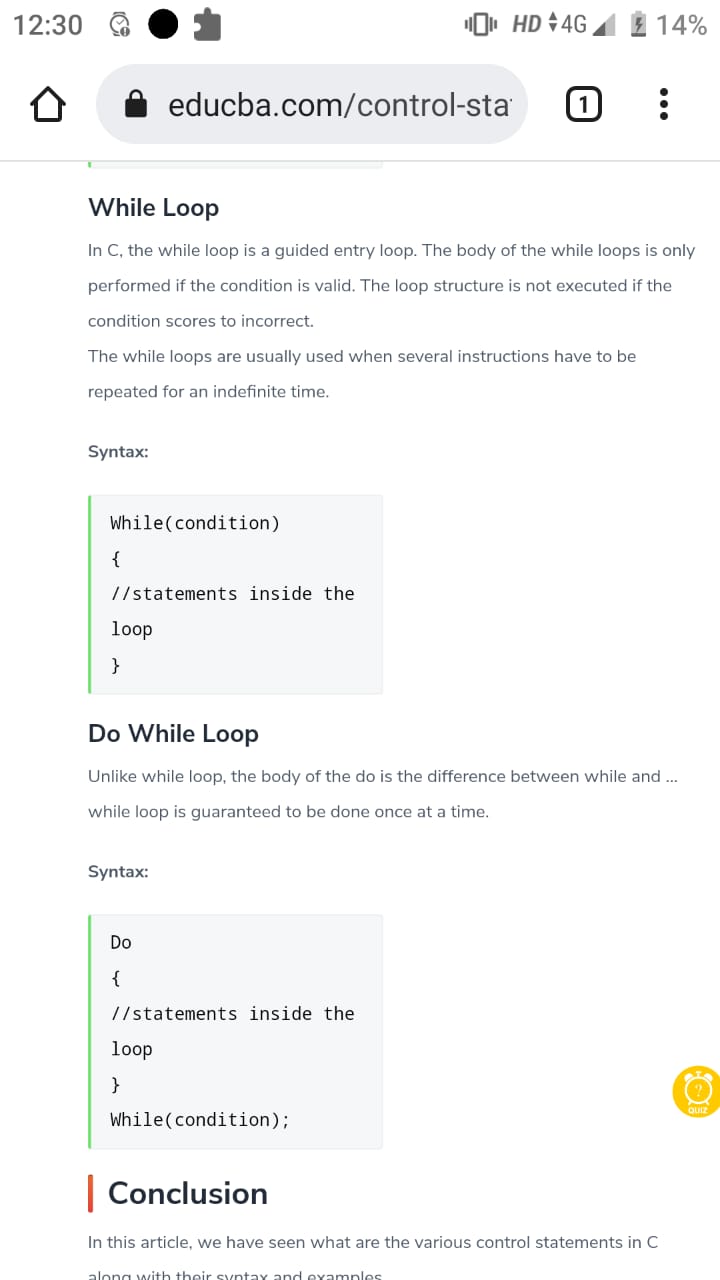 12:30 HD 4G 14%
educba.com/control-sta
1
While Loop
In C, the while loop is a guided entry loop. The body of the while loops is only
performed if the condition is valid. The loop structure is not executed if the
condition scores to incorrect.
The while loops are usually used when several instructions have to be
repeated for an indefinite time.
Syntax:
While(condition)
{
//statements inside the
loop
}
Do While Loop
Unlike while loop, the body of the do is the difference between while and ...
while loop is guaranteed to be done once at a time.
Syntax:
Do
{
//statements inside the
loop
}
While(condition);
?
QUIZ
Conclusion
In this article, we have seen what are the various control statements in C
along with their syntax and examples